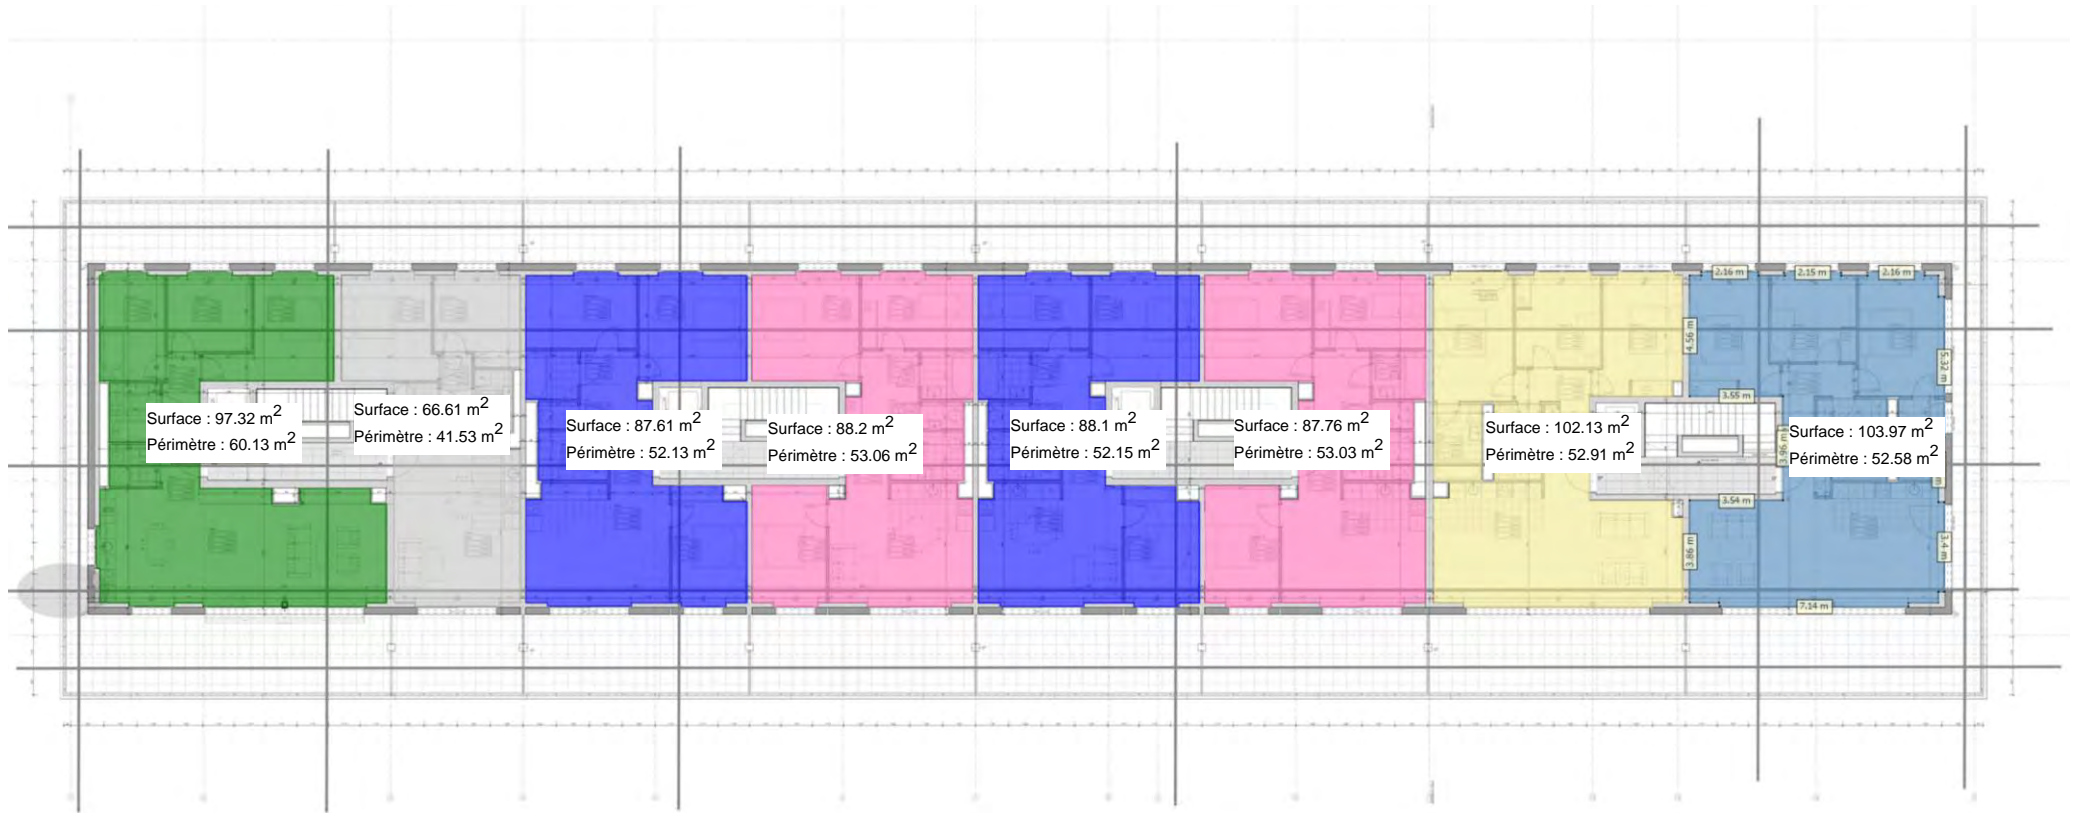 2.16 m
2.15 m
2.16 m
4.56 m
5.32 m
3.55 m
Surface : 97.32 m²
Périmètre : 60.13 m²
Surface : 66.61 m²
Périmètre : 41.53 m²
Surface : 87.61 m²
Périmètre : 52.13 m²
Surface : 88.2 m²
Périmètre : 53.06 m²
Surface : 88.1 m²
Périmètre : 52.15 m²
Surface : 87.76 m²
Périmètre : 53.03 m²
Surface : 102.13 m²
Périmètre : 52.91 m²
3.96 m
Surface : 103.97 m²
Périmètre : 52.58 m²
3.54 m
3.86 m
3.4 m
7.14 m